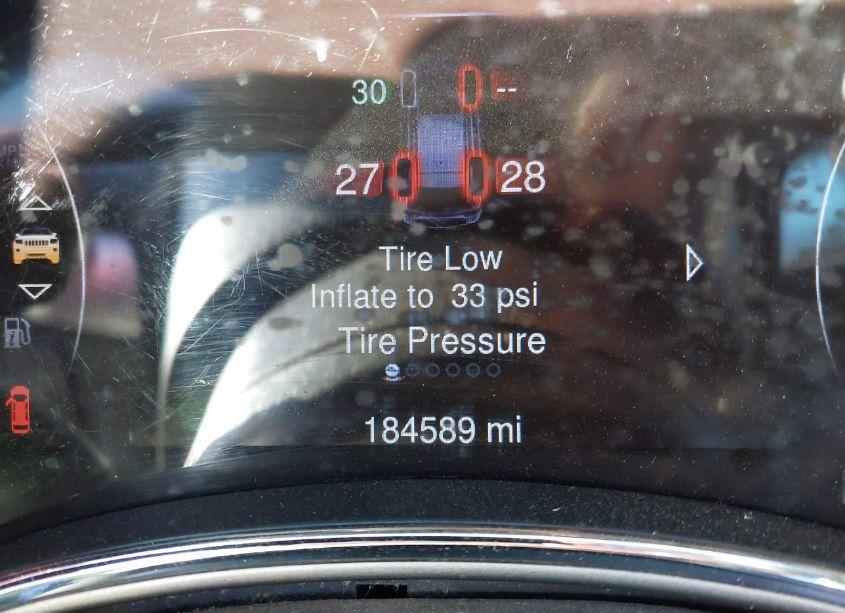 30 --
27 28
Tire Low
Inflate to 33 psi
Tire Pressure
184589 mi